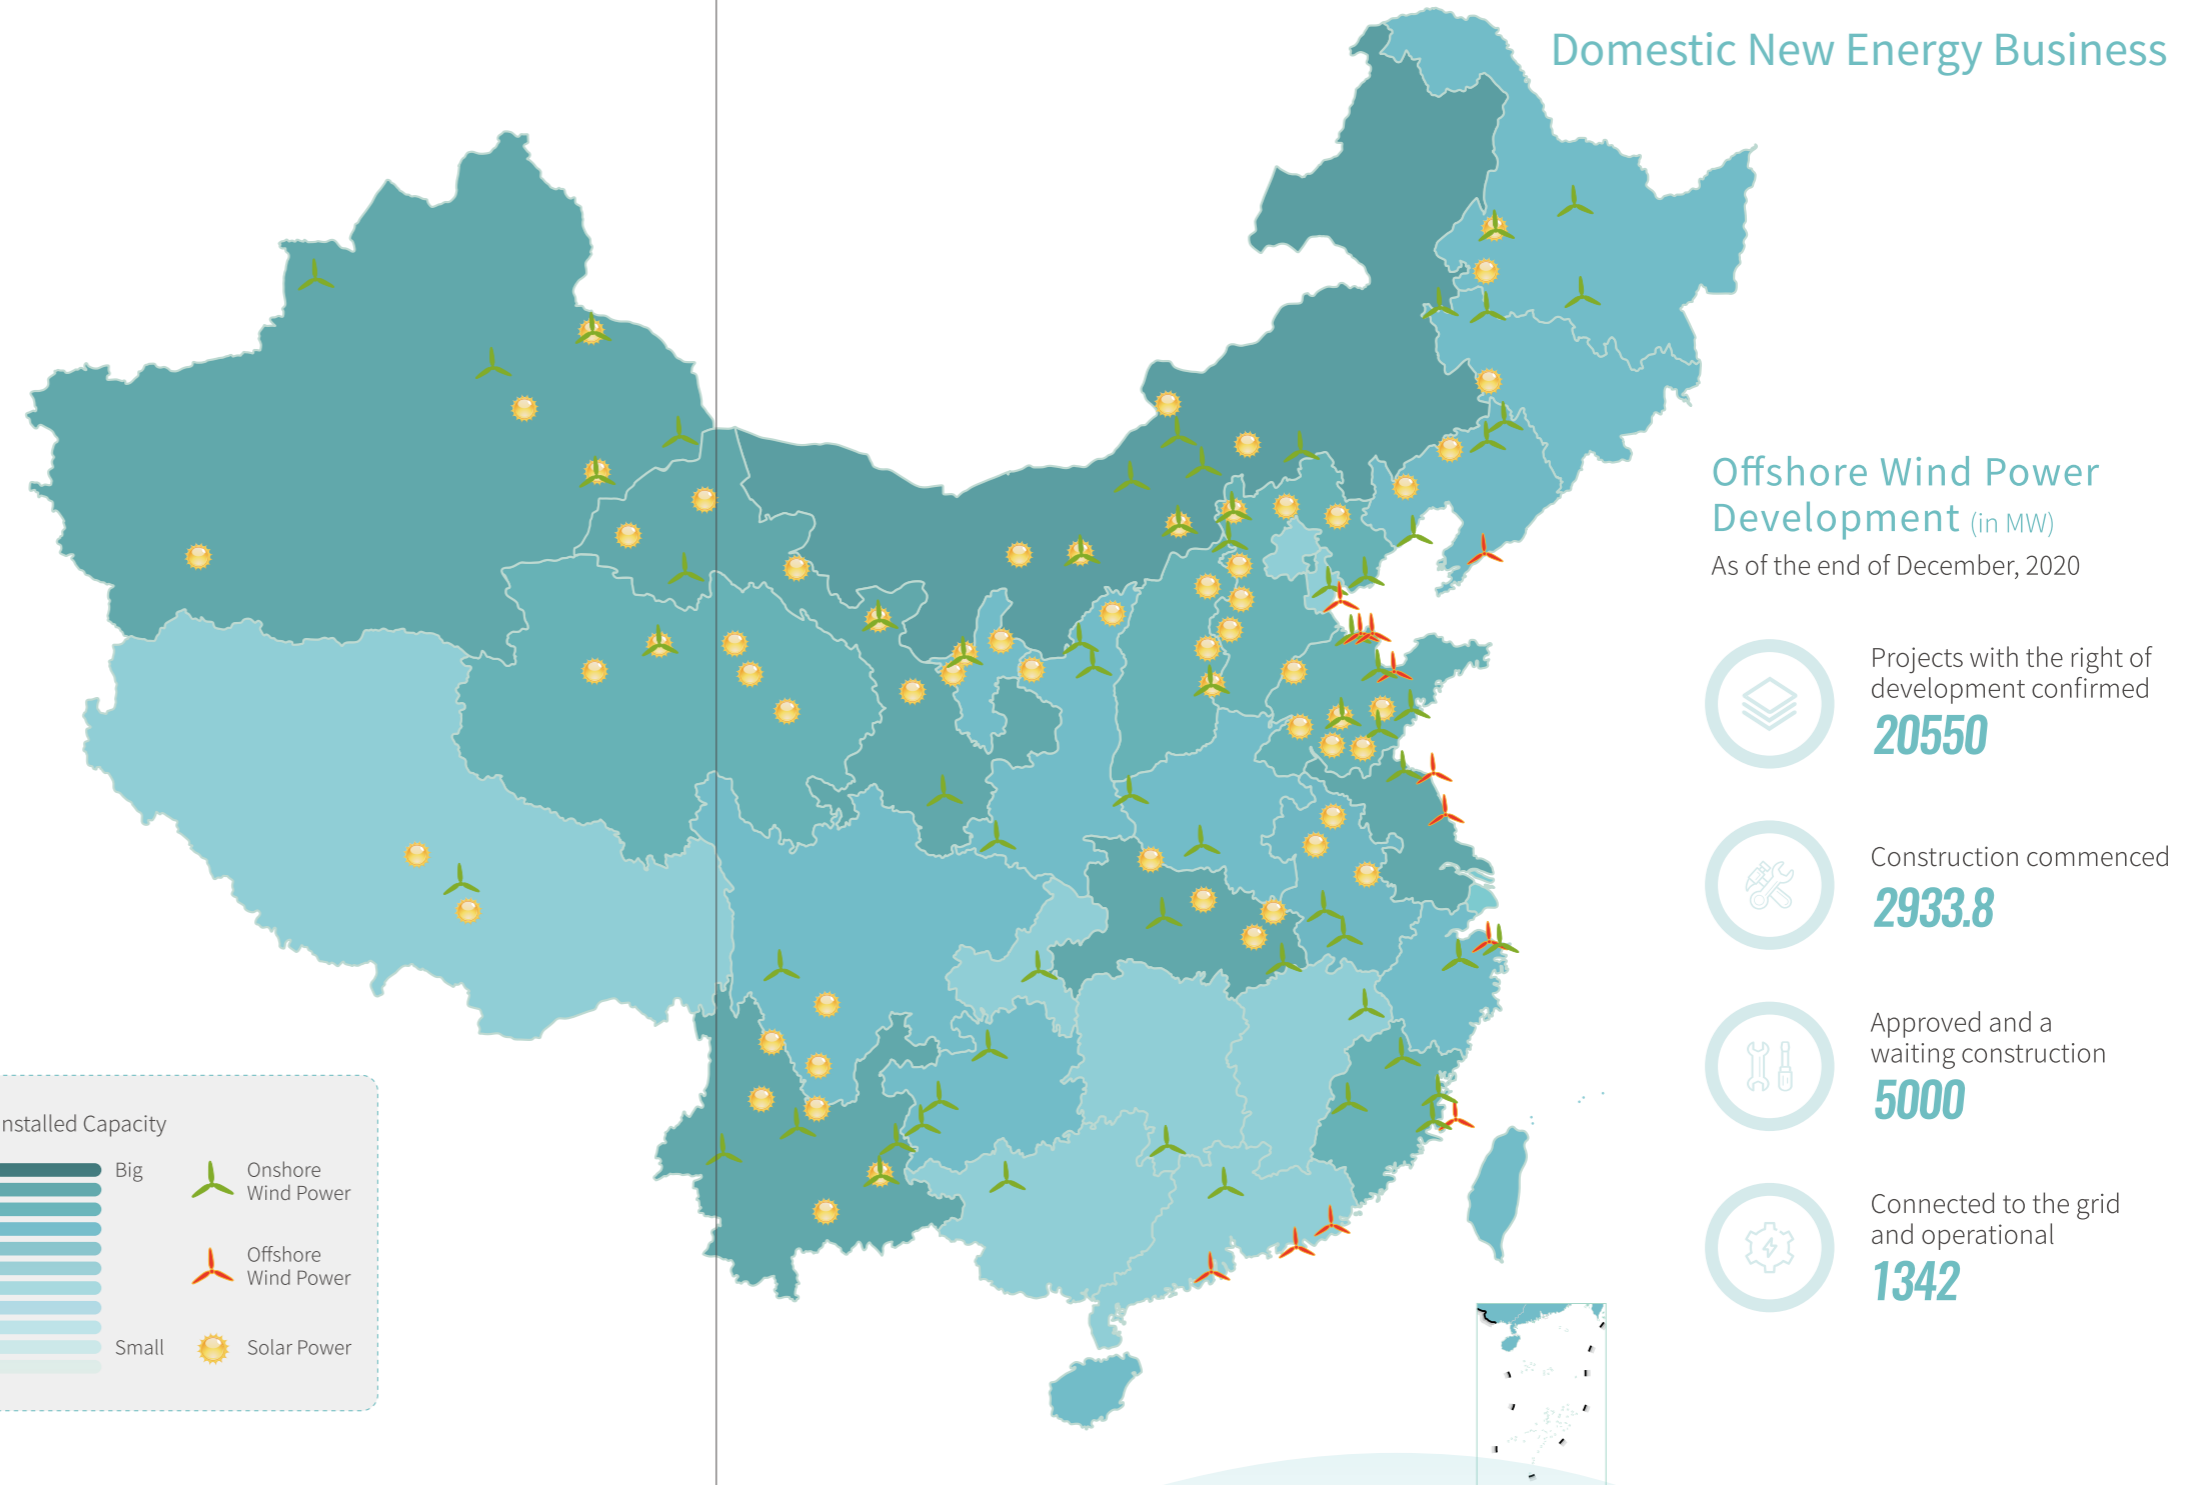 Domestic New Energy Business
Offshore Wind Power
Development (in MW)
As of the end of December, 2020
Projects with the right of
development confirmed
20550
Construction commenced
2933.8
Approved and a
waiting construction
5000
Connected to the grid
and operational
1342
nstalled Capacity
Big
Small
Onshore
Wind Power
Offshore
Wind Power
Solar Power